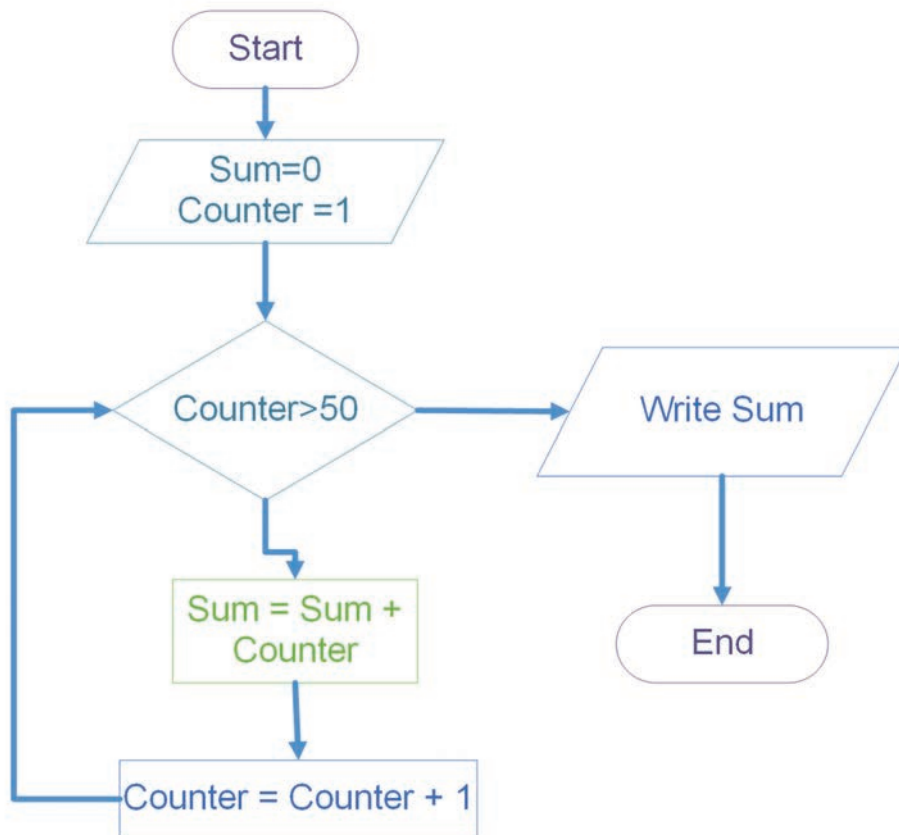 Start
Sum=0
Counter =1
Counter>50
Write Sum
Sum = Sum +
Counter
End
Counter = Counter + 1